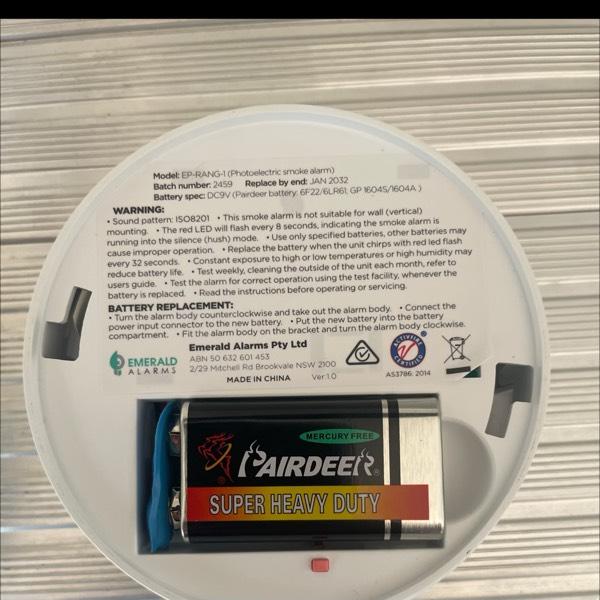 Model: EP-RANG-1 (Photoelectric smoke alarm)
Batch number: 2459 Replace by end: JAN 2032
Battery spec: DC9V (Pairdeer battery: 6F22/6LR61; GP 1604S/1604A )
WARNING:
• Sound pattern: ISO8201 • This smoke alarm is not suitable for wall (vertical)
mounting. • The red LED will flash every 8 seconds, indicating the smoke alarm is
running into the silence (hush) mode. • Use only specified batteries, other batteries may
cause improper operation. • Replace the battery when the unit chirps with red led flash
every 32 seconds. • Constant exposure to high or low temperatures or high humidity may
reduce battery life. • Test weekly, cleaning the outside of the unit each month, refer to
users guide. • Test the alarm for correct operation using the test facility, whenever the
battery is replaced. • Read the instructions before operating or servicing.
BATTERY REPLACEMENT:
• Turn the alarm body counterclockwise and take out the alarm body. • Connect the
power input connector to the new battery. • Put the new battery into the battery
compartment. • Fit the alarm body on the bracket and turn the alarm body clockwise.
EMERALD
ALARMS
Emerald Alarms Pty Ltd
ABN 50 632 601 453
2/29 Mitchell Rd Brookvale NSW 2100
MADE IN CHINA Ver 1.0
ACTIVFIRE
CERTIFIED
AS3786: 2014
MERCURY FREE
PAIRDEER
SUPER HEAVY DUTY